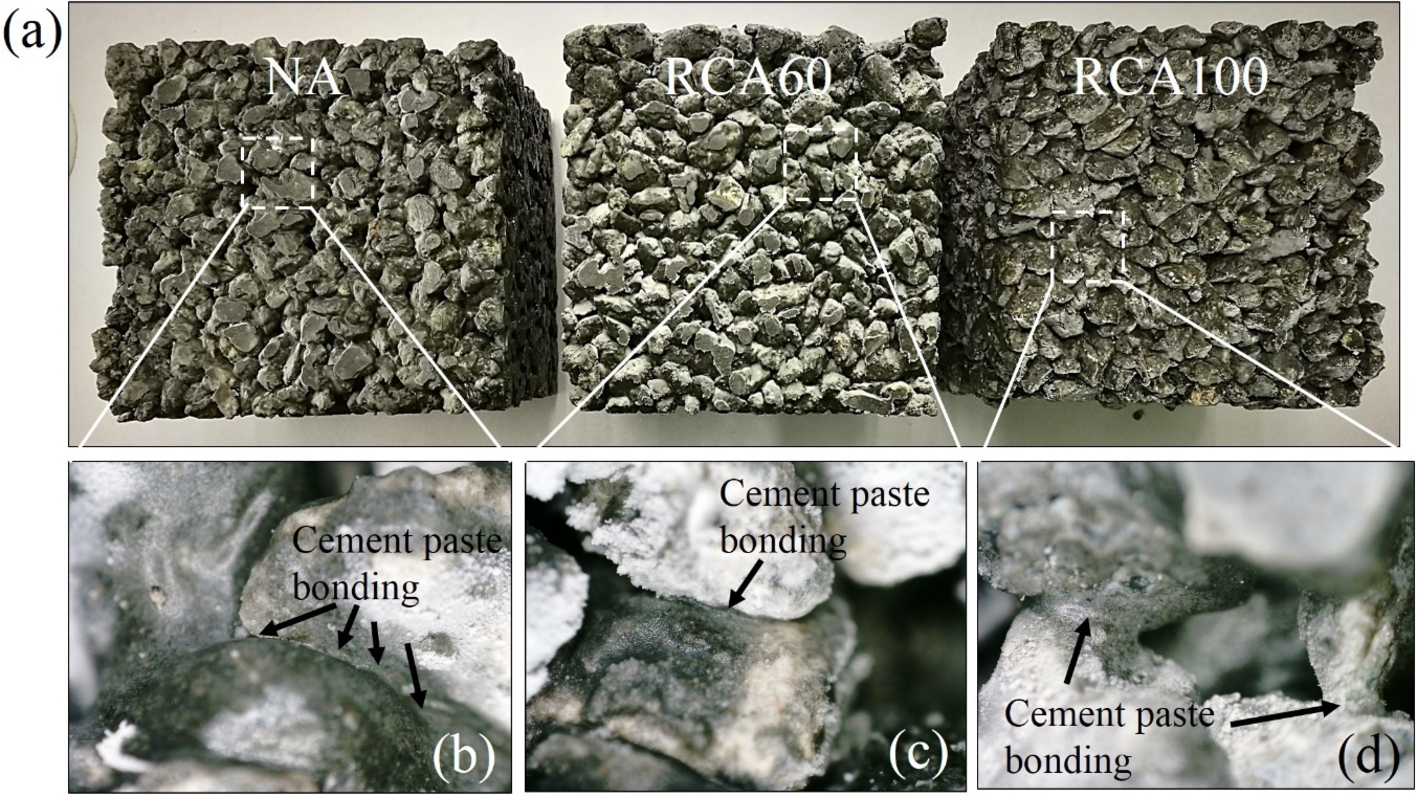 (a)
NA
RCA60
RCA100
Cement paste
bonding
(b)
Cement paste
bonding
(c)
Cement paste
bonding
(d)